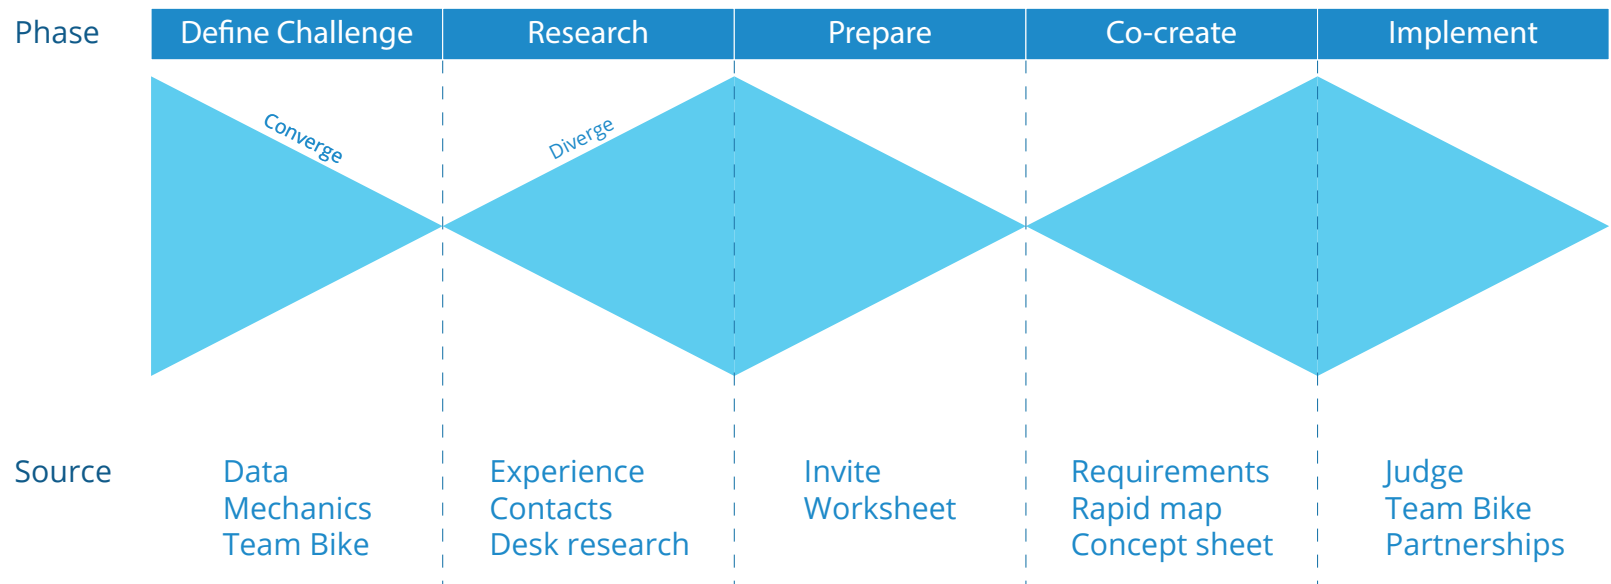 Phase
Define Challenge
Research
Prepare
Co-create
Implement
Converge
Diverge
Source
Data
Mechanics
Team Bike
Experience
Contacts
Desk research
Invite
Worksheet
Requirements
Rapid map
Concept sheet
Judge
Team Bike
Partnerships